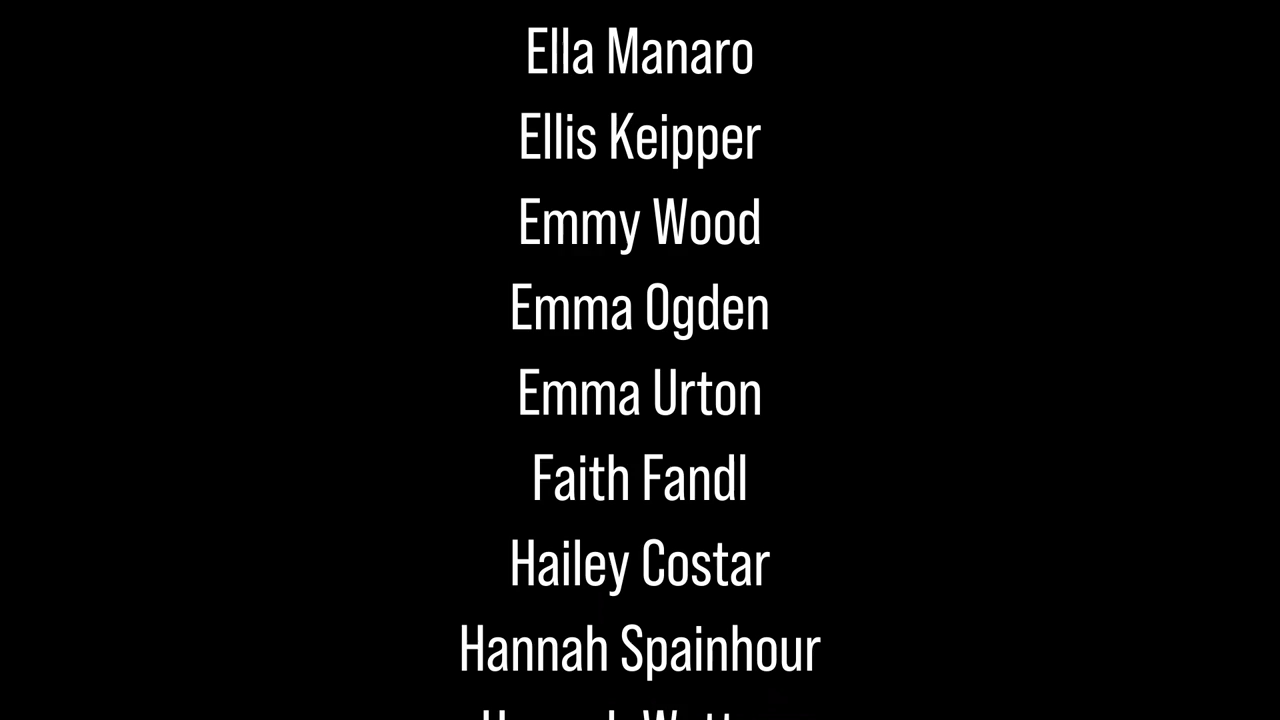 Ella Manaro
Ellis Keipper
Emmy Wood
Emma Ogden
Emma Urton
Faith Fandl
Hailey Costar
Hannah Spainhour